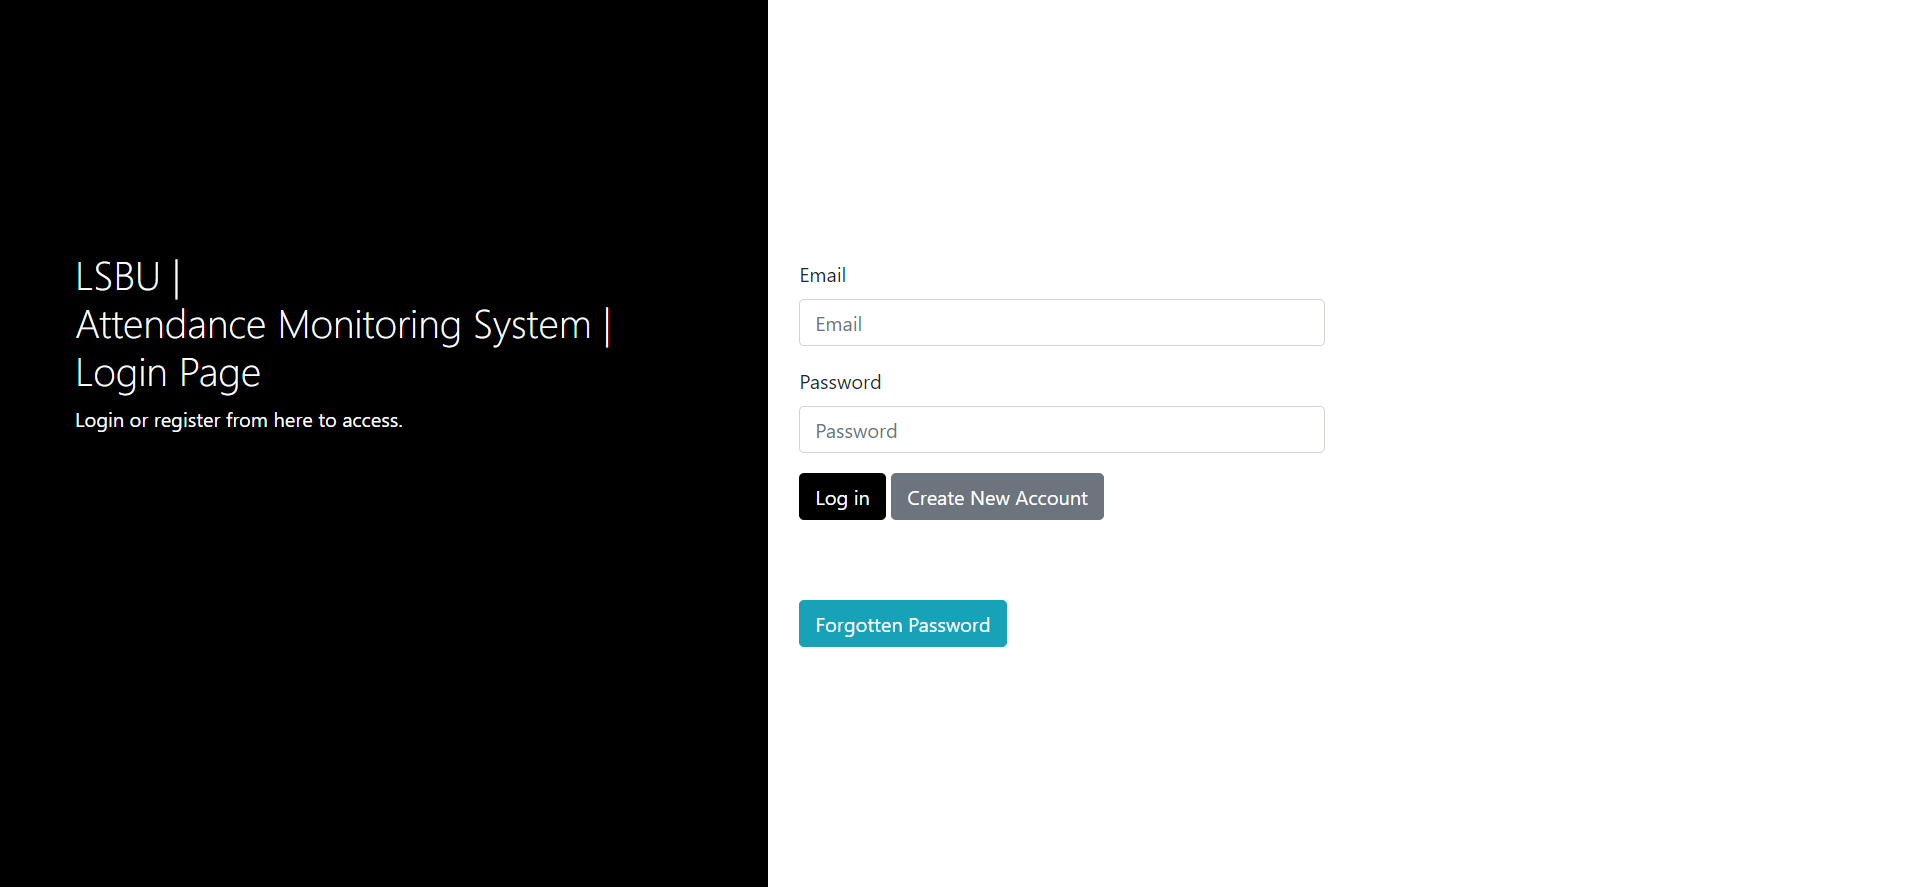 LSBU |
Attendance Monitoring System |
Login Page
Login or register from here to access.
Email
Email
Password
Password
Log in Create New Account
Forgotten Password